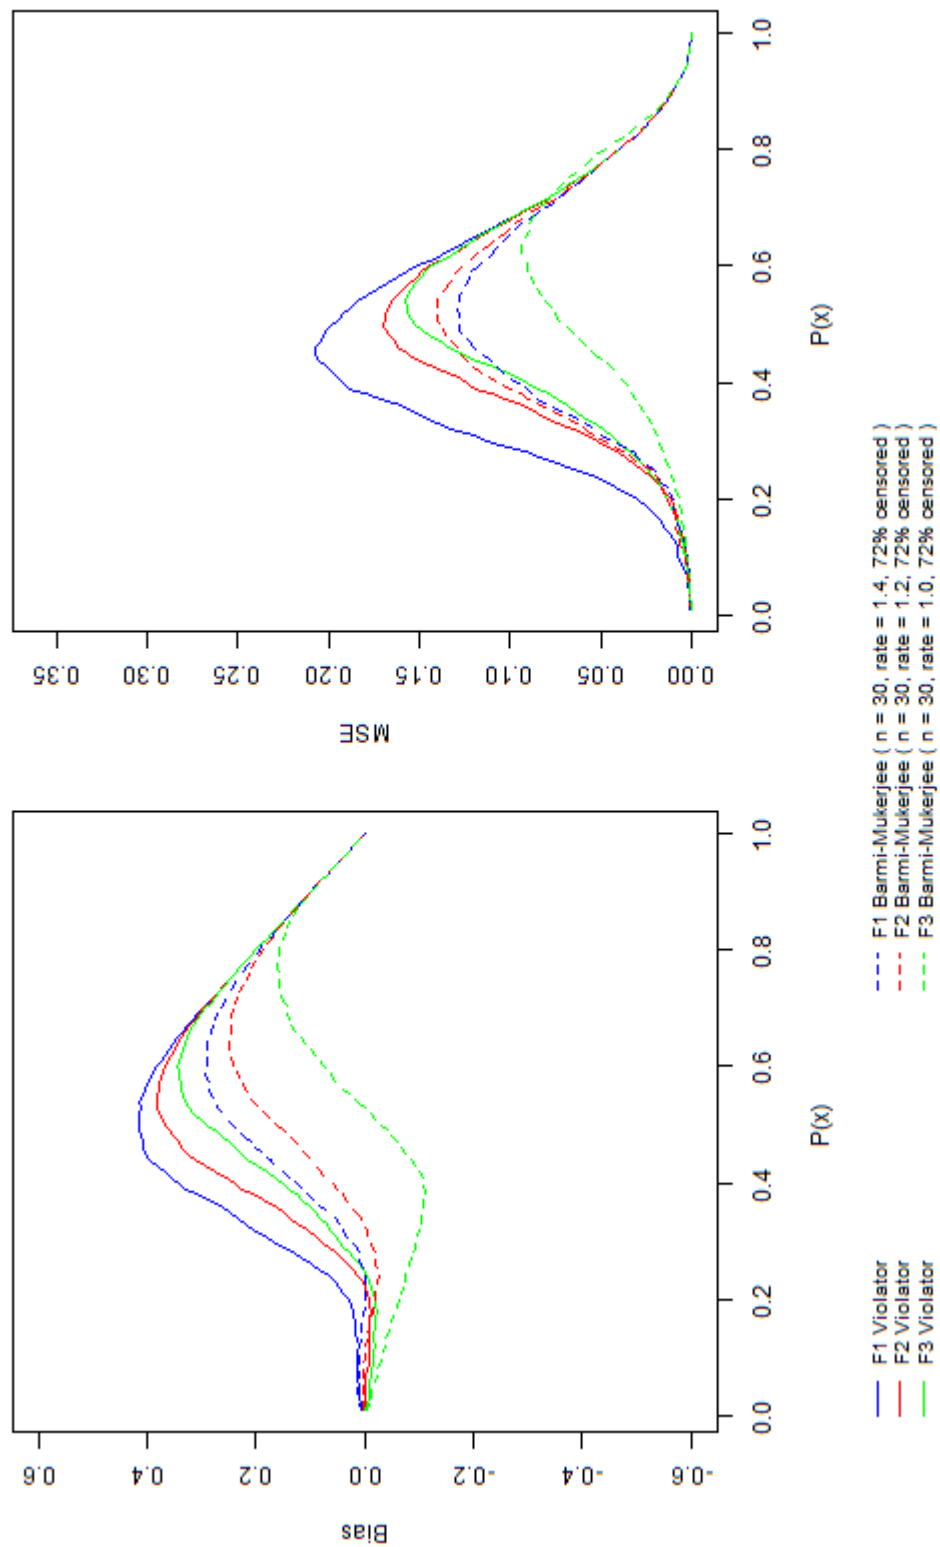 Bias
0.6
0.4
0.2
0.0
-0.2
-0.4
-0.6
0.0
0.2
0.4
0.6
0.8
1.0
P(x)
MSE
0.35
0.30
0.25
0.20
0.15
0.10
0.05
0.00
0.0
0.2
0.4
0.6
0.8
1.0
P(x)
F1 Violator
F2 Violator
F3 Violator
F1 Barmi-Mukerjee ( n = 30, rate = 1.4, 72% censored )
F2 Barmi-Mukerjee ( n = 30, rate = 1.2, 72% censored )
F3 Barmi-Mukerjee ( n = 30, rate = 1.0, 72% censored )